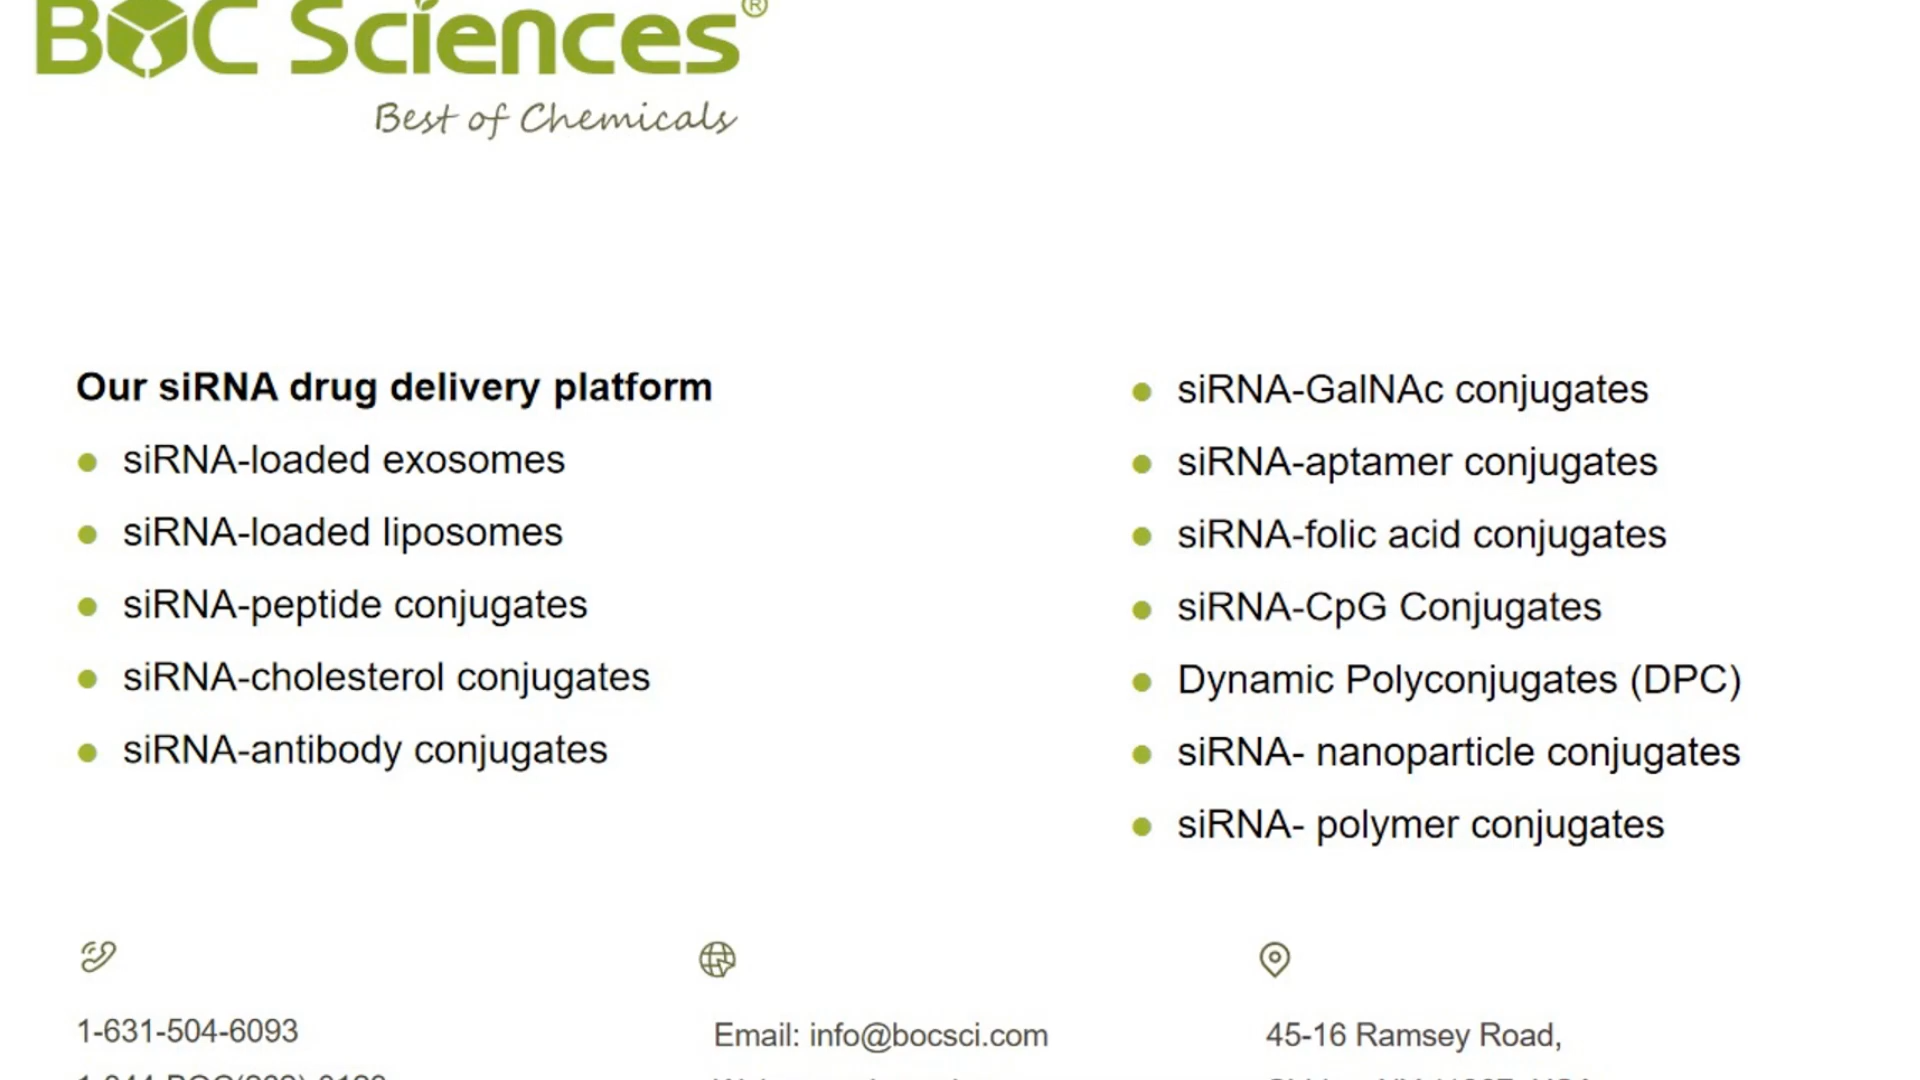 BOC Sciences®
Best of Chemicals
Our siRNA drug delivery platform
siRNA-loaded exosomes
siRNA-loaded liposomes
siRNA-peptide conjugates
siRNA-cholesterol conjugates
siRNA-antibody conjugates
siRNA-GalNAc conjugates
siRNA-aptamer conjugates
siRNA-folic acid conjugates
siRNA-CpG Conjugates
Dynamic Polyconjugates (DPC)
siRNA- nanoparticle conjugates
siRNA- polymer conjugates
1-631-504-6093
Email: info@bocsci.com
45-16 Ramsey Road,